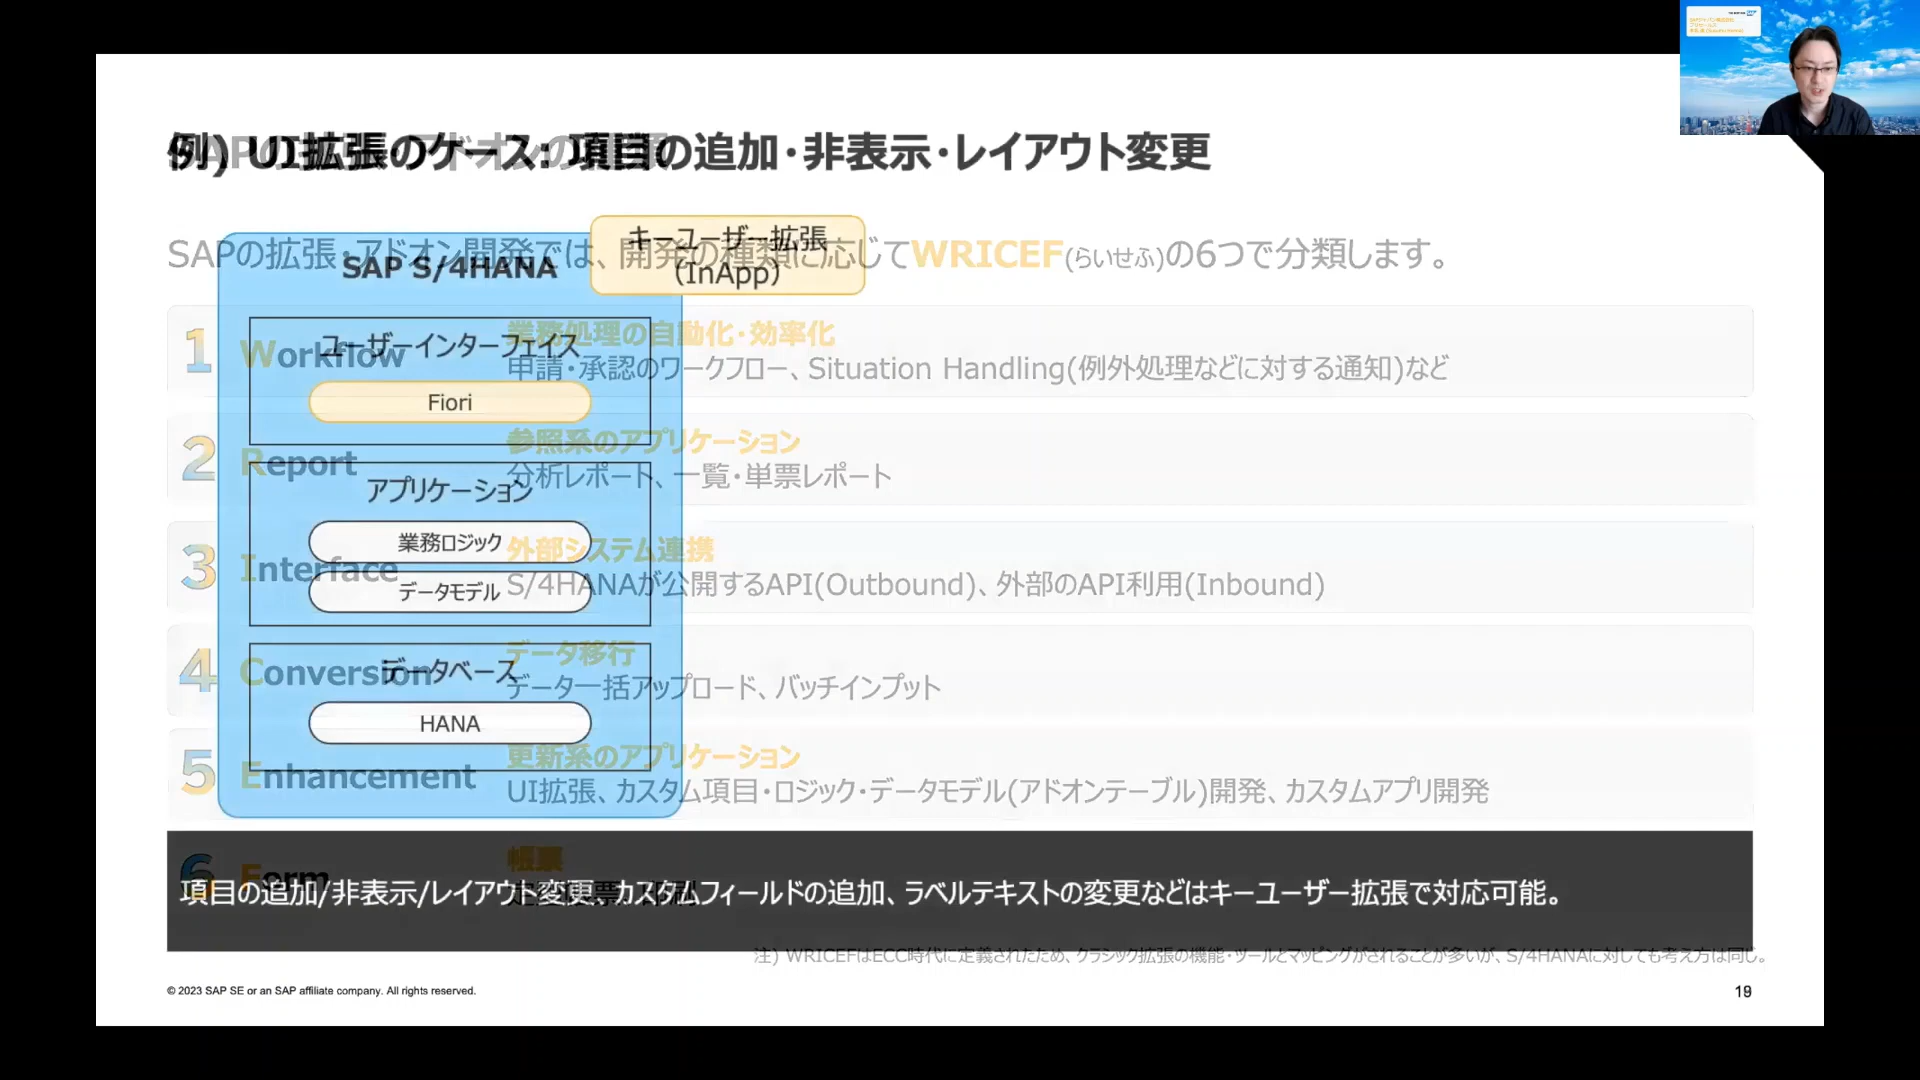 例) UI拡張のケース: 項目の追加・非表示・レイアウト変更
SAPの拡張・アドオン開発では、開発の種類に応じてWRICEF(らいせふ)の6つで分類します。
キーユーザー拡張
(InApp)
SAP S/4HANA
ユーザーインターフェイス
Fiori
アプリケーション
業務ロジック
データモデル
データベース
HANA
1 Workflow
業務処理の自動化・効率化
申請・承認のワークフロー、Situation Handling(例外処理などに対する通知)など
2 Report
参照系のアプリケーション
分析レポート、一覧・単票レポート
3 Interface
外部システム連携
S/4HANAが公開するAPI(Outbound)、外部のAPI利用(Inbound)
4 Conversion
データ移行
データ一括アップロード、バッチインプット
5 Enhancement
更新系のアプリケーション
UI拡張、カスタム項目・ロジック・データモデル(アドオンテーブル)開発、カスタムアプリ開発
6 Form
帳票
項目の追加/非表示/レイアウト変更、カスタムフィールドの追加、ラベルテキストの変更などはキーユーザー拡張で対応可能。
注) WRICEFはECC時代に定義されたため、クラシック拡張の機能・ツールとマッピングがされることが多いが、S/4HANAに対しても考え方は同じ。
© 2023 SAP SE or an SAP affiliate company. All rights reserved.